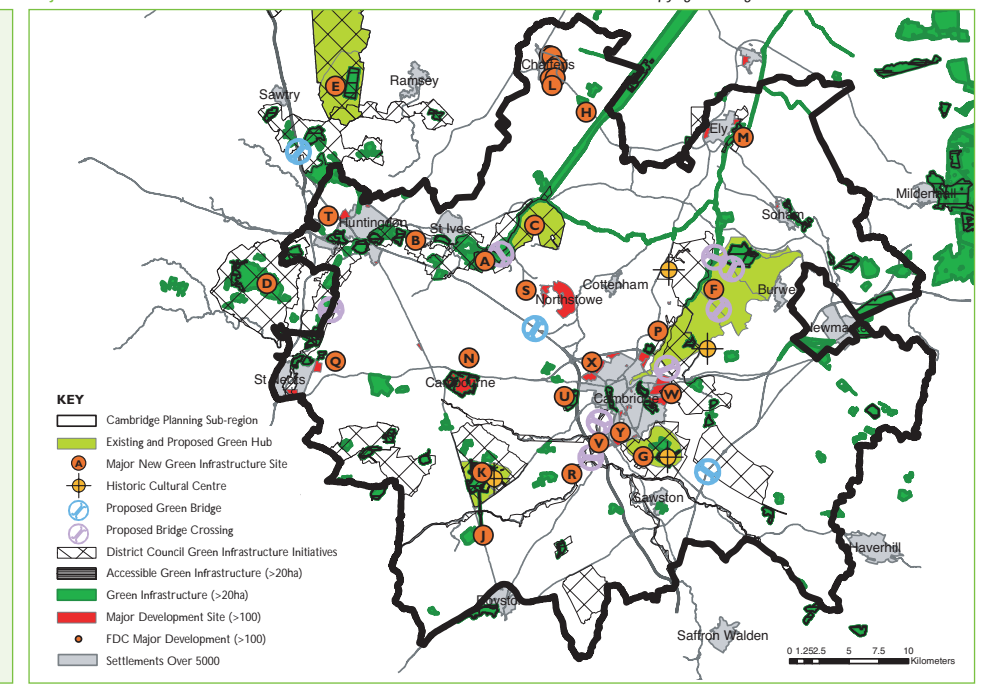 Chatteris
L
E
Ramsey
Sawtry
H
Ely
M
Mildenhall
T
Huntingdon
St Ives
Soham
B
C
A
D
S
Northstowe
Cottenham
F
Burwell
Newmarket
P
Q
N
X
St Neots
Cambourne
U
Cambridge
W
Y
V
G
K
R
Sawston
J
Haverhill
Royston
Saffron Walden
KEY
Cambridge Planning Sub-region
Existing and Proposed Green Hub
A Major New Green Infrastructure Site
Historic Cultural Centre
Proposed Green Bridge
Proposed Bridge Crossing
District Council Green Infrastructure Initiatives
Accessible Green Infrastructure (>20ha)
Green Infrastructure (>20ha)
Major Development Site (>100)
FDC Major Development (>100)
Settlements Over 5000
0 1.252.5 5 7.5 10
Kilometers